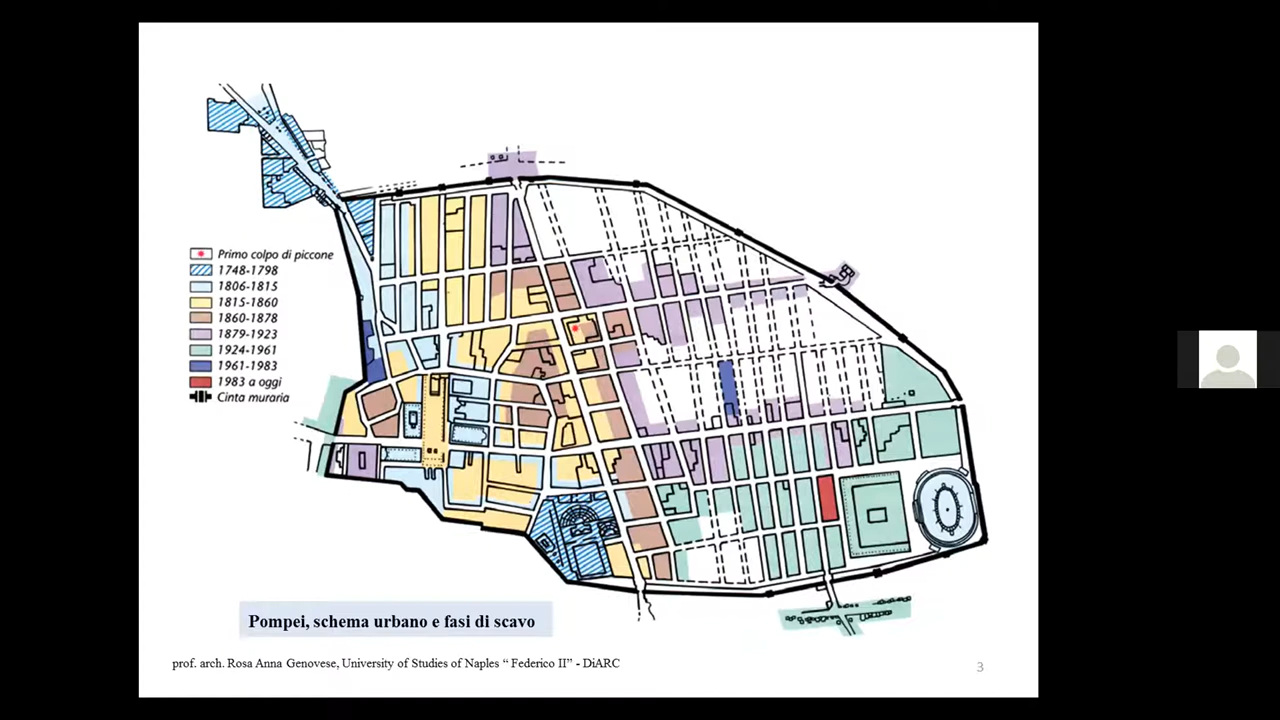 Primo colpo di piccone
1748-1798
1806-1815
1815-1860
1860-1878
1879-1923
1924-1961
1961-1983
1983 a oggi
Cinta muraria
Pompei, schema urbano e fasi di scavo
prof. arch. Rosa Anna Genovese, University of Studies of Naples “ Federico II” - DiARC
3